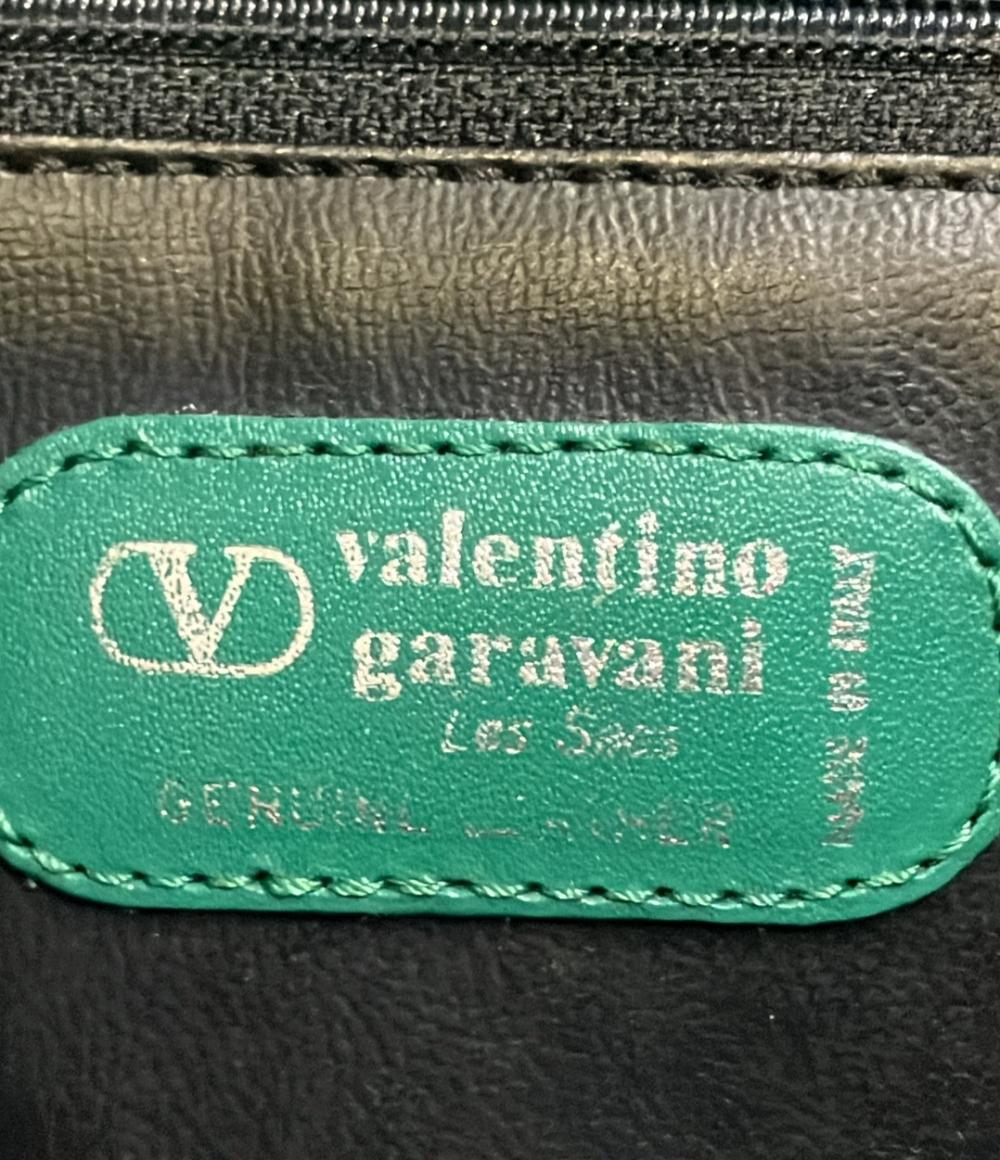 V
valentino
garavani
Les Sacs
GENUINE
MADE IN ITALY